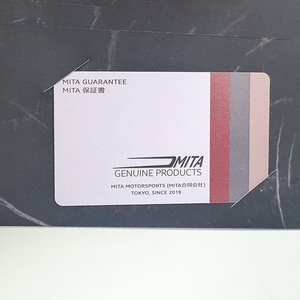 MITA GUARANTEE
MITA 保証書
MITA
GENUINE PRODUCTS
MITA MOTORSPORTS (MITA合同会社)
TOKYO, SINCE 2019